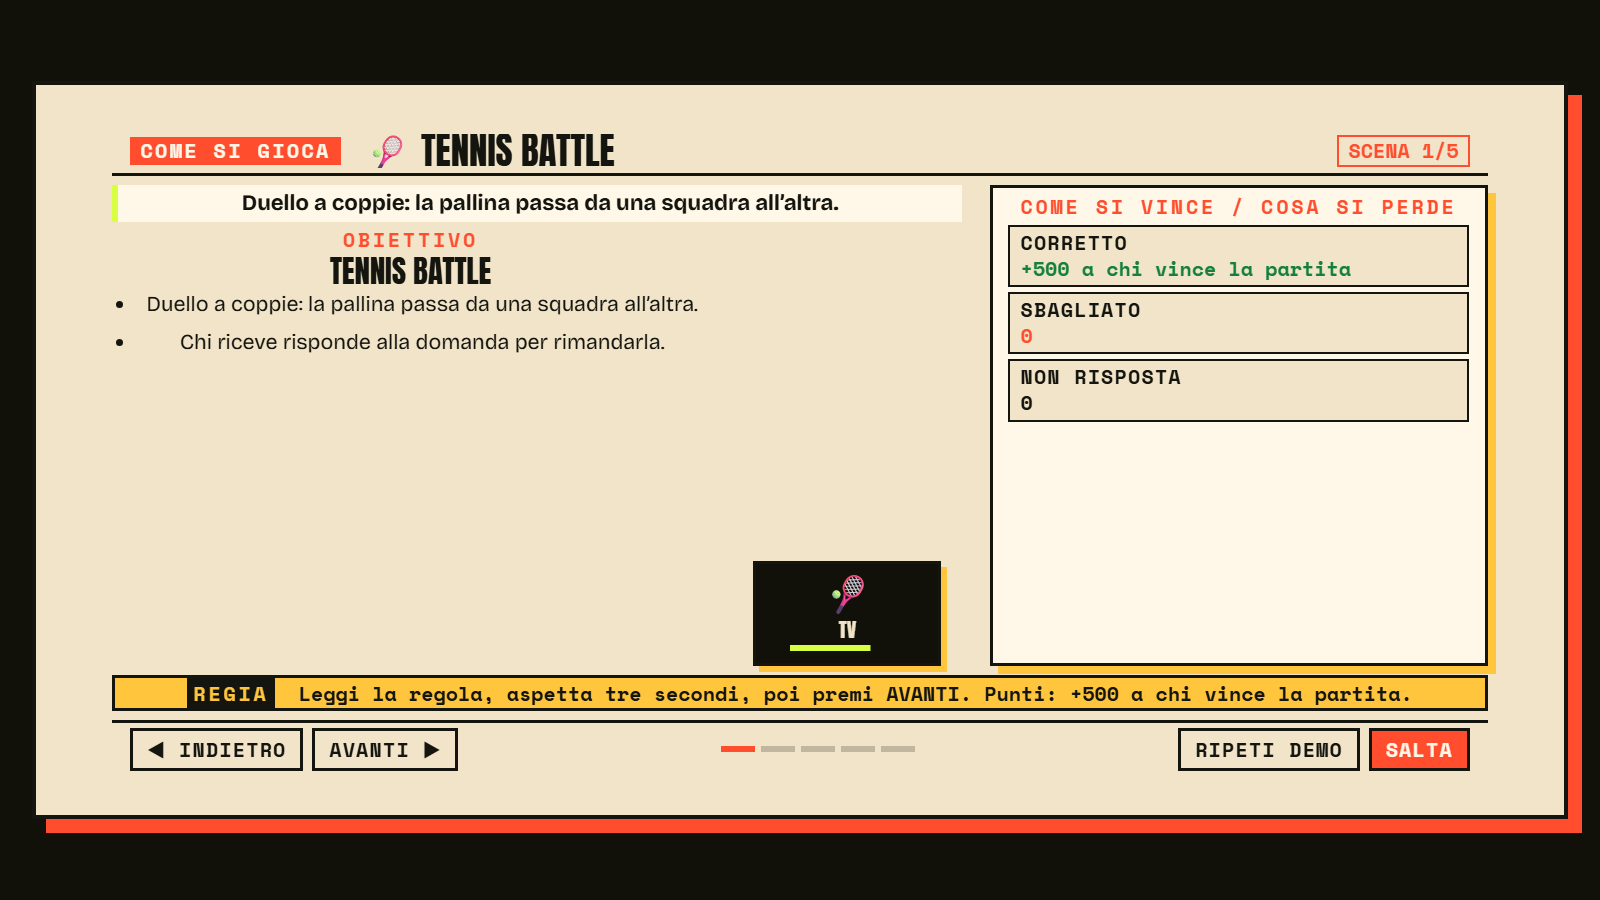 COME SI GIOCA
TENNIS BATTLE
SCENA 1/5
Duello a coppie: la pallina passa da una squadra all’altra.
OBIETTIVO
TENNIS BATTLE
• Duello a coppie: la pallina passa da una squadra all’altra.
• Chi riceve risponde alla domanda per rimandarla.
TV
COME SI VINCE / COSA SI PERDE
CORRETTO
+500 a chi vince la partita
SBAGLIATO
0
NON RISPOSTA
0
REGIA Leggi la regola, aspetta tre secondi, poi premi AVANTI. Punti: +500 a chi vince la partita.
◀ INDIETRO
AVANTI ▶
RIPETI DEMO
SALTA